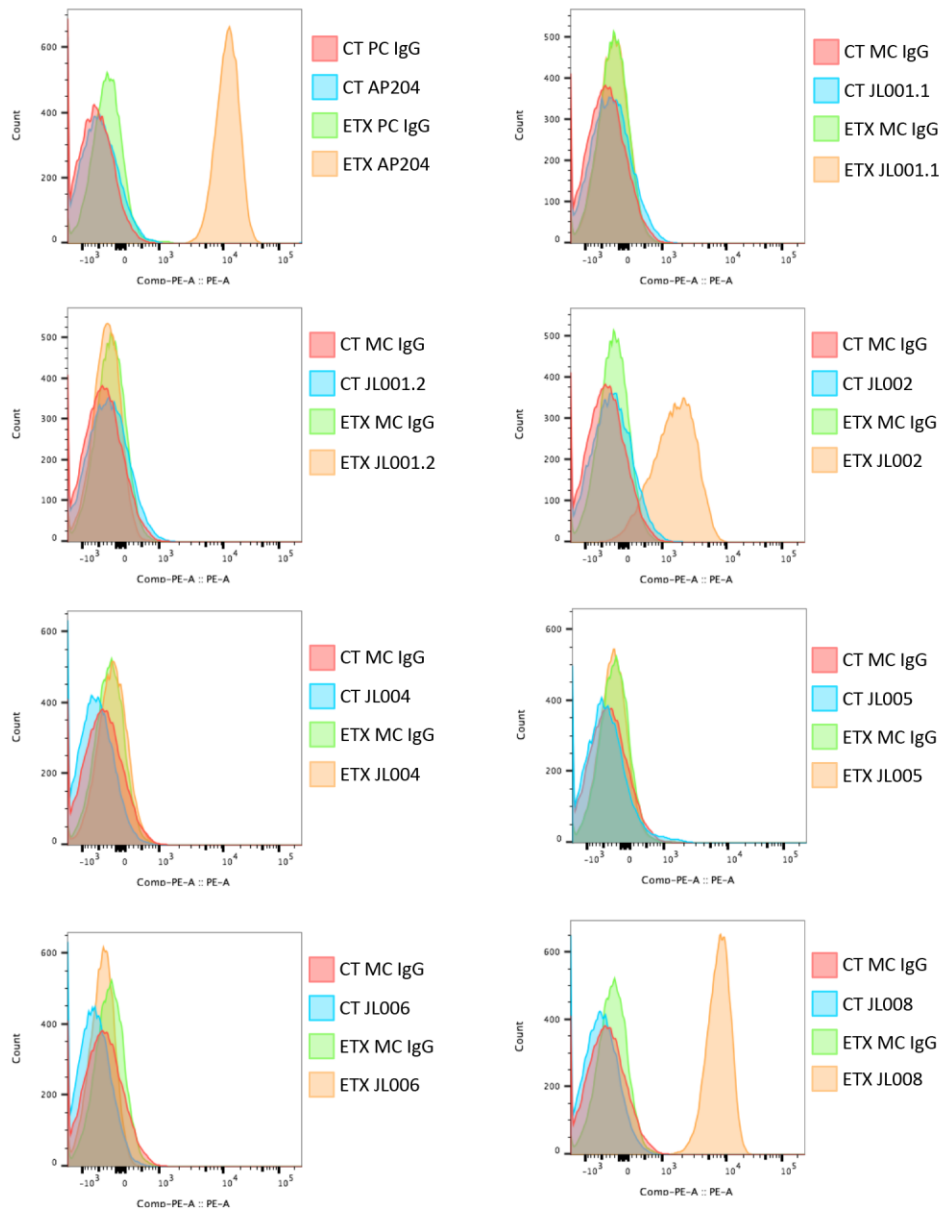 600
400
200
0
Count
-10³ 0 10³ 10⁴ 10⁵
Comp-PE-A :: PE-A
CT PC IgG
CT AP204
ETX PC IgG
ETX AP204
500
400
300
200
100
0
Count
-10³ 0 10³ 10⁴ 10⁵
Comp-PE-A :: PE-A
CT MC IgG
CT JL001.1
ETX MC IgG
ETX JL001.1
500
400
300
200
100
0
Count
-10³ 0 10³ 10⁴ 10⁵
Comp-PE-A :: PE-A
CT MC IgG
CT JL001.2
ETX MC IgG
ETX JL001.2
500
400
300
200
100
0
Count
-10³ 0 10³ 10⁴ 10⁵
Comp-PE-A :: PE-A
CT MC IgG
CT JL002
ETX MC IgG
ETX JL002
600
400
200
0
Count
-10³ 0 10³ 10⁴ 10⁵
Comp-PE-A :: PE-A
CT MC IgG
CT JL004
ETX MC IgG
ETX JL004
600
400
200
0
Count
-10³ 0 10³ 10⁴ 10⁵
Comp-PE-A :: PE-A
CT MC IgG
CT JL005
ETX MC IgG
ETX JL005
600
400
200
0
Count
-10³ 0 10³ 10⁴ 10⁵
Comp-PE-A :: PE-A
CT MC IgG
CT JL006
ETX MC IgG
ETX JL006
600
400
200
0
Count
-10³ 0 10³ 10⁴ 10⁵
Comp-PE-A :: PE-A
CT MC IgG
CT JL008
ETX MC IgG
ETX JL008